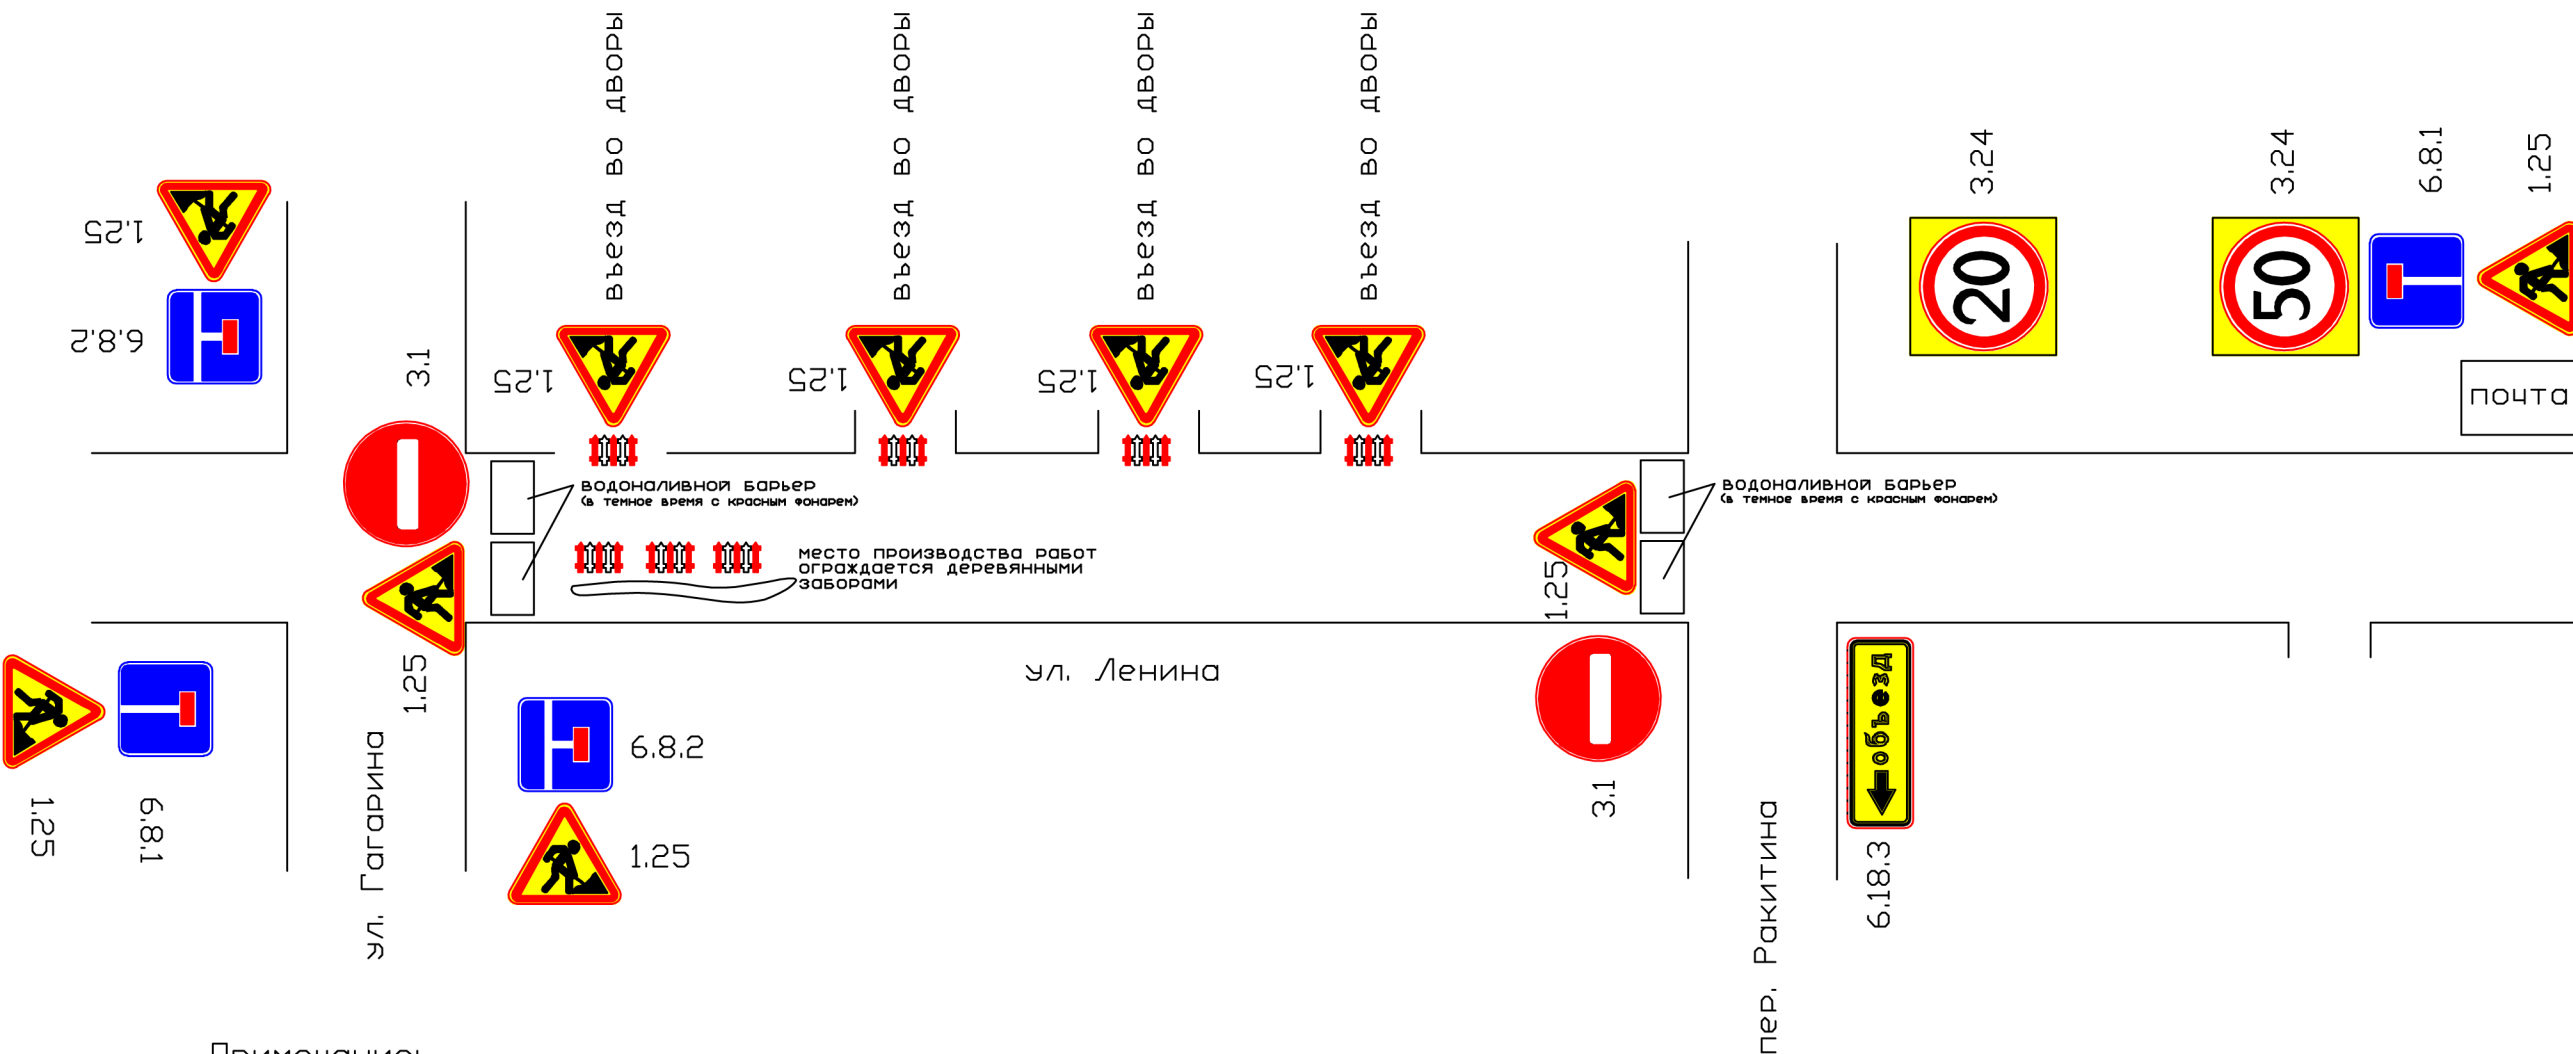 въезд во дворы
въезд во дворы
въезд во дворы
въезд во дворы
3.24
3.24
6.8.1
1.25
1.25
6.8.2
3.1
1.25
1.25
1.25
1.25
20
50
почта
водоналивной барьер
(в темное время с красным фонарем)
водоналивной барьер
(в темное время с красным фонарем)
место производства работ
ограждается деревянными
заборами
1.25
1.25
ул. Ленина
объезд
6.8.2
3.1
1.25
6.8.1
1.25
6.18.3
ул. Гагарина
пер. Ракитина
Примечание: